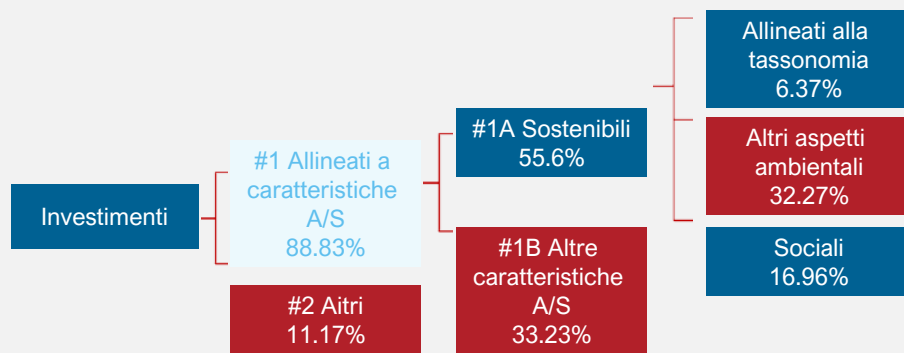 Investimenti
#1 Allineati a
caratteristiche
A/S
88.83%
#2 Aitri
11.17%
#1A Sostenibili
55.6%
#1B Altre
caratteristiche
A/S
33.23%
Allineati alla
tassonomia
6.37%
Altri aspetti
ambientali
32.27%
Sociali
16.96%